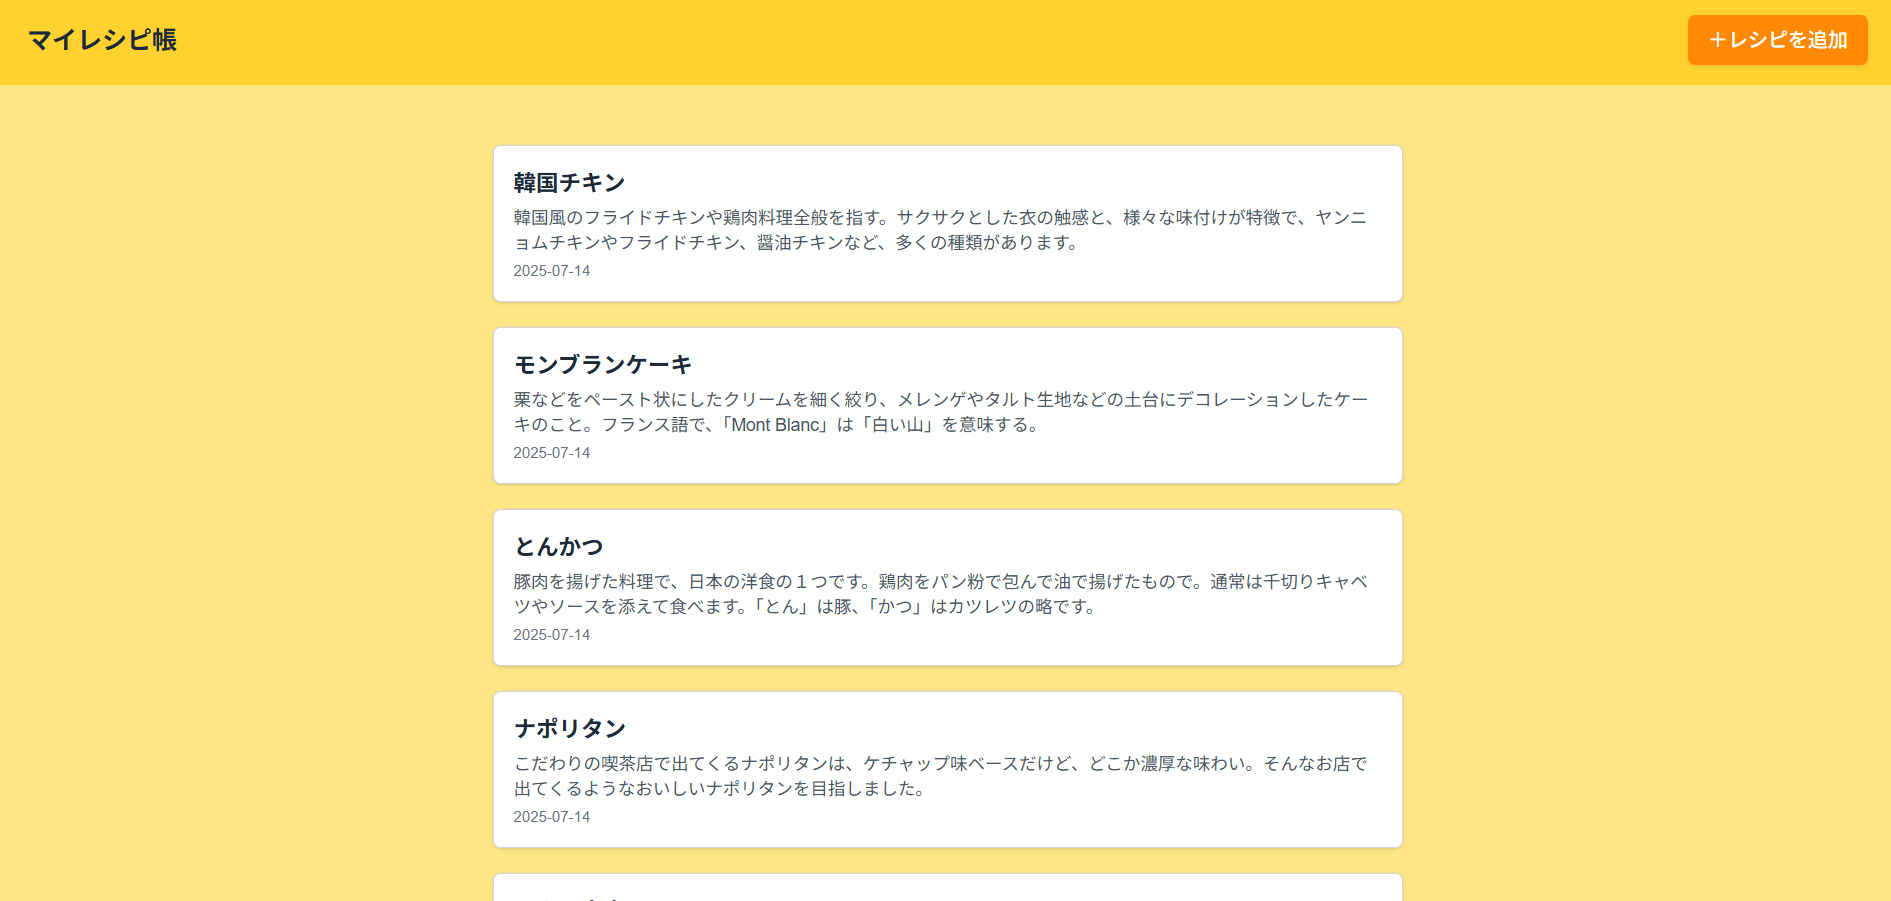 マイレシピ帳
＋レシピを追加
韓国チキン
韓国風のフライドチキンや鶏肉料理全般を指す。サクサクとした衣の触感と、様々な味付けが特徴で、ヤンニ
ョムチキンやフライドチキン、醤油チキンなど、多くの種類があります。
2025-07-14
モンブランケーキ
栗などをペースト状にしたクリームを細く絞り、メレンゲやタルト生地などの土台にデコレーションしたケー
キのこと。フランス語で、「Mont Blanc」は「白い山」を意味する。
2025-07-14
とんかつ
豚肉を揚げた料理で、日本の洋食の１つです。鶏肉をパン粉で包んで油で揚げたもので。通常は千切りキャベ
ツやソースを添えて食べます。「とん」は豚、「かつ」はカツレツの略です。
2025-07-14
ナポリタン
こだわりの喫茶店で出てくるナポリタンは、ケチャップ味ベースだけど、どこか濃厚な味わい。そんなお店で
出てくるようなおいしいナポリタンを目指しました。
2025-07-14